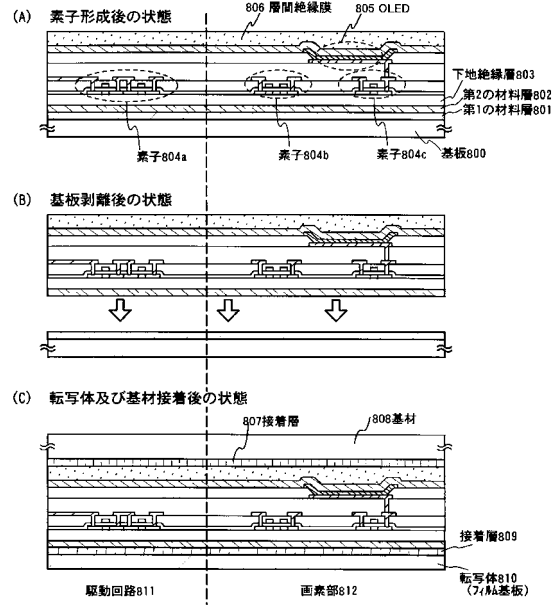 (A) 素子形成後の状態
806 層間絶縁膜
805 OLED
下地絶縁層803
第2の材料層802
第1の材料層801
素子804a
素子804b
素子804c
基板800
(B) 基板剥離後の状態
(C) 転写体及び基材接着後の状態
807接着層
808基材
接着層809
駆動回路811
画素部812
転写体810
(フィルム基板)